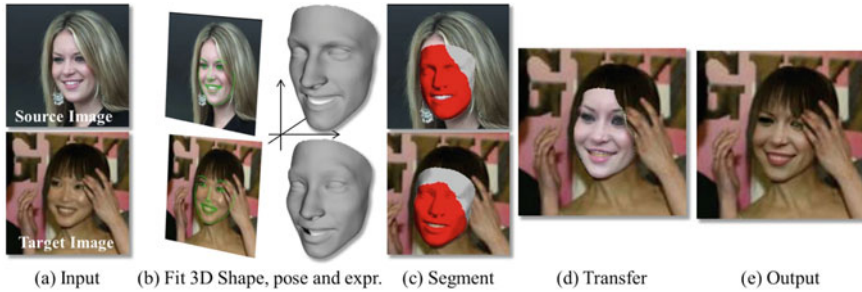 Source Image
Target Image
(a) Input (b) Fit 3D Shape, pose and expr. (c) Segment (d) Transfer (e) Output